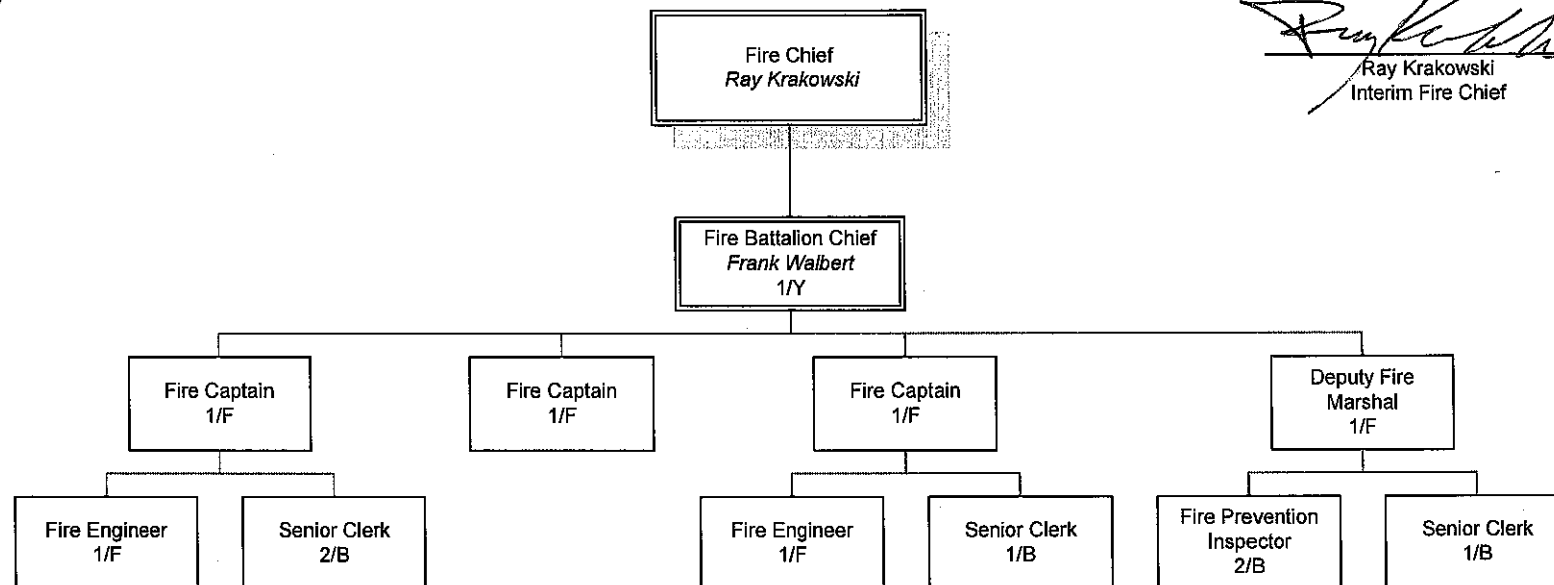 Fire Chief
Ray Krakowski
Ray Krakowski
Interim Fire Chief
Fire Battalion Chief
Frank Walbert
1/Y
Fire Captain
1/F
Fire Captain
1/F
Fire Captain
1/F
Deputy Fire
Marshal
1/F
Fire Engineer
1/F
Senior Clerk
2/B
Fire Engineer
1/F
Senior Clerk
1/B
Fire Prevention
Inspector
2/B
Senior Clerk
1/B